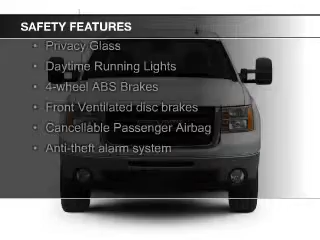 SAFETY FEATURES
• Privacy Glass
• Daytime Running Lights
• 4-wheel ABS Brakes
• Front Ventilated disc brakes
• Cancellable Passenger Airbag
• Anti-theft alarm system